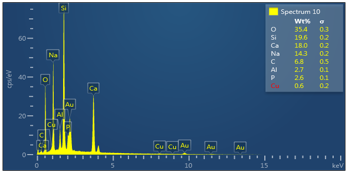 Spectrum 10
Wt% σ
O 35.4 0.3
Si 19.6 0.2
Ca 18.0 0.2
Na 14.3 0.2
C 6.8 0.5
Al 2.7 0.1
P 2.6 0.1
Cu 0.6 0.2
Si
60
Na
O
Ca
40
cps/eV
Au
20
Al
Cu
P
C
Ca
Cu Cu Au Au Au
0
0 5 10 15 keV